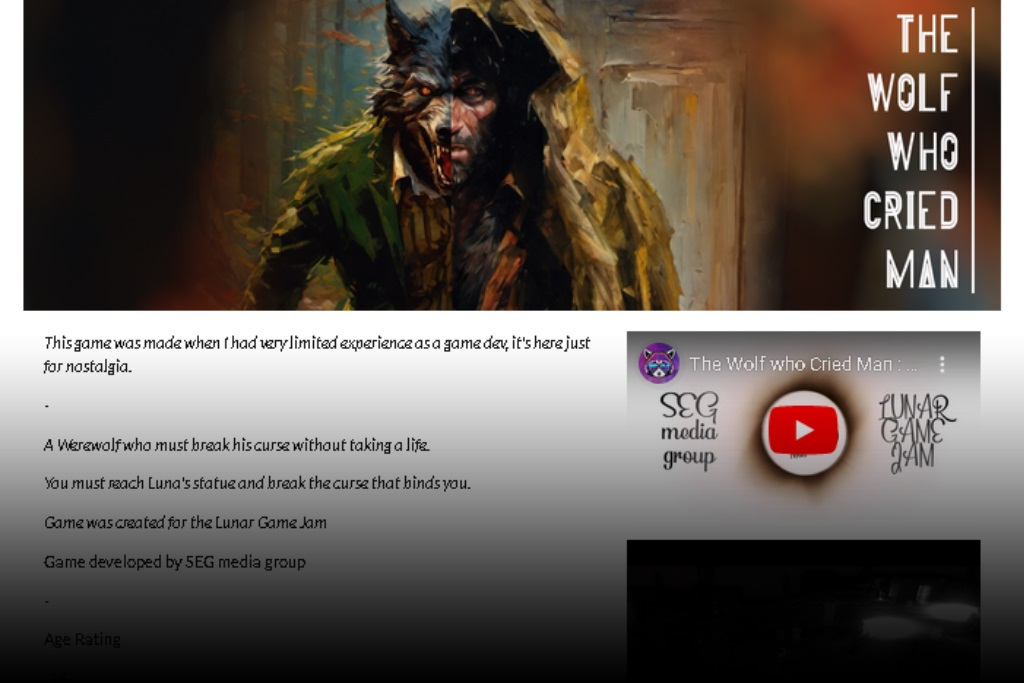 THE
WOLF
WHO
CRIED
MAN
This game was made when I had very limited experience as a game dev, it's here just
for nostalgia.
-
A Werewolf who must break his curse without taking a life.
You must reach Luna's statue and break the curse that binds you.
Game was created for the Lunar Game Jam
Game developed by SEG media group
-
Age Rating
The Wolf who Cried Man : ...
SEG
media
group
LUNAR
GAME
JAM